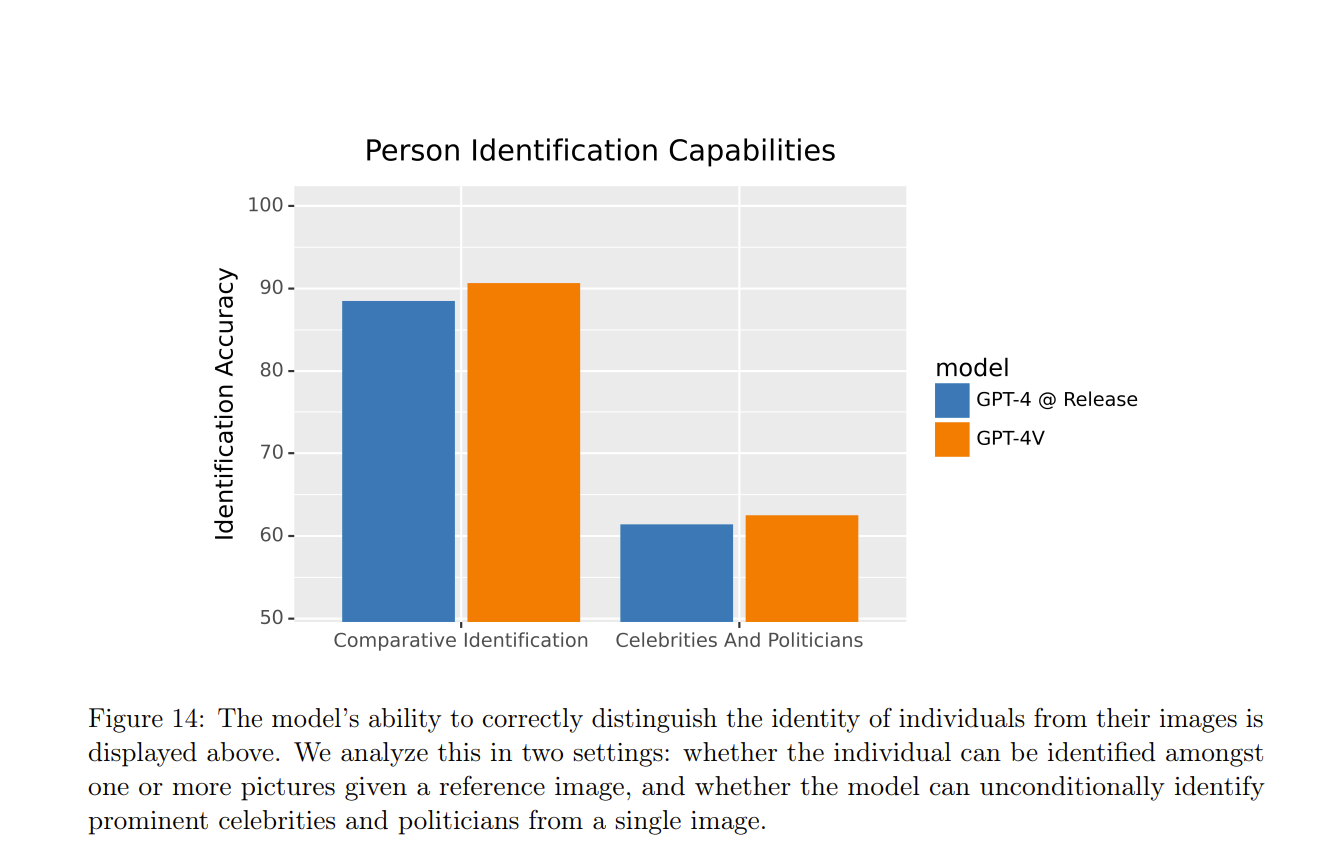 Person Identification Capabilities
100
90
80
70
60
50
Identification Accuracy
Comparative Identification
Celebrities And Politicians
model
GPT-4 @ Release
GPT-4V
Figure 14: The model's ability to correctly distinguish the identity of individuals from their images is
displayed above. We analyze this in two settings: whether the individual can be identified amongst
one or more pictures given a reference image, and whether the model can unconditionally identify
prominent celebrities and politicians from a single image.